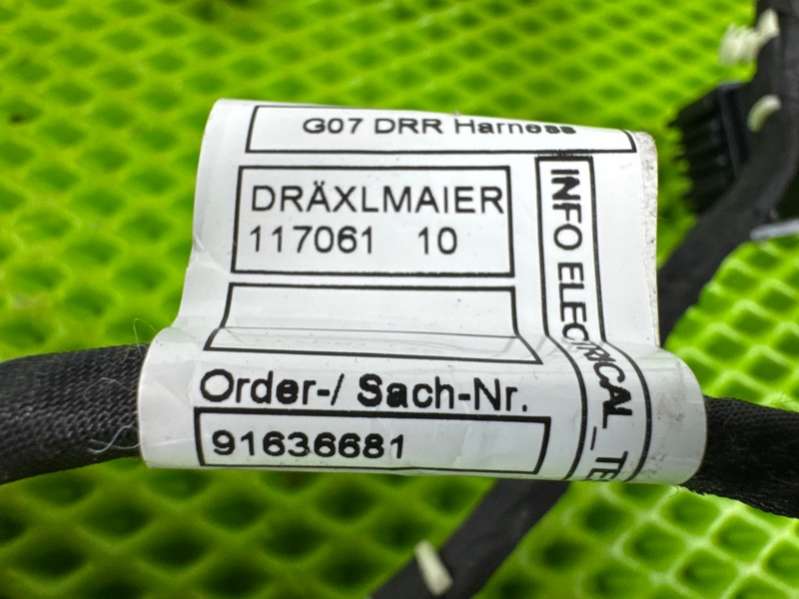 G07 DRR Harness
DRÄXLMAIER
117061 10
INFO ELECTRICAL_TE
Order-/ Sach-Nr.
91636681